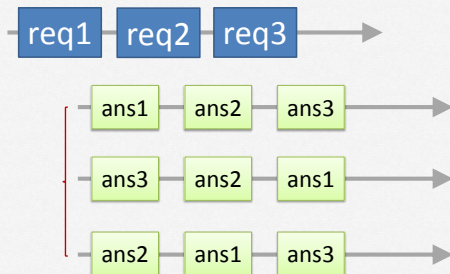 req1 req2 req3
ans1 ans2 ans3
ans3 ans2 ans1
ans2 ans1 ans3